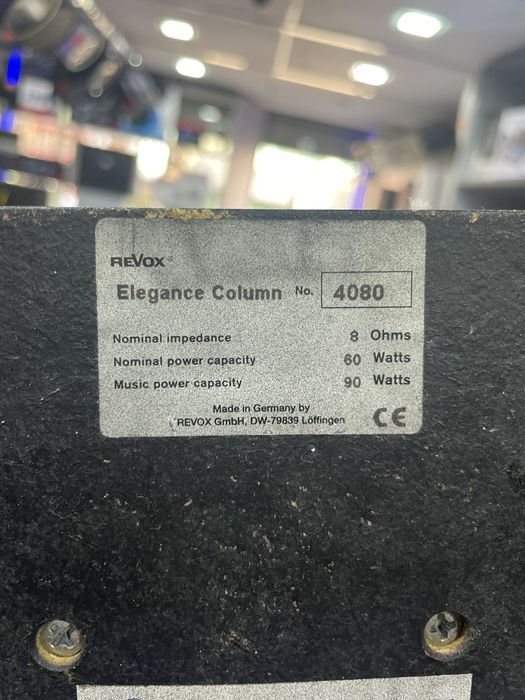 REVOX®
Elegance Column No. 4080
Nominal impedance 8 Ohms
Nominal power capacity 60 Watts
Music power capacity 90 Watts
Made in Germany by
REVOX GmbH, DW-79839 Löffingen
CE